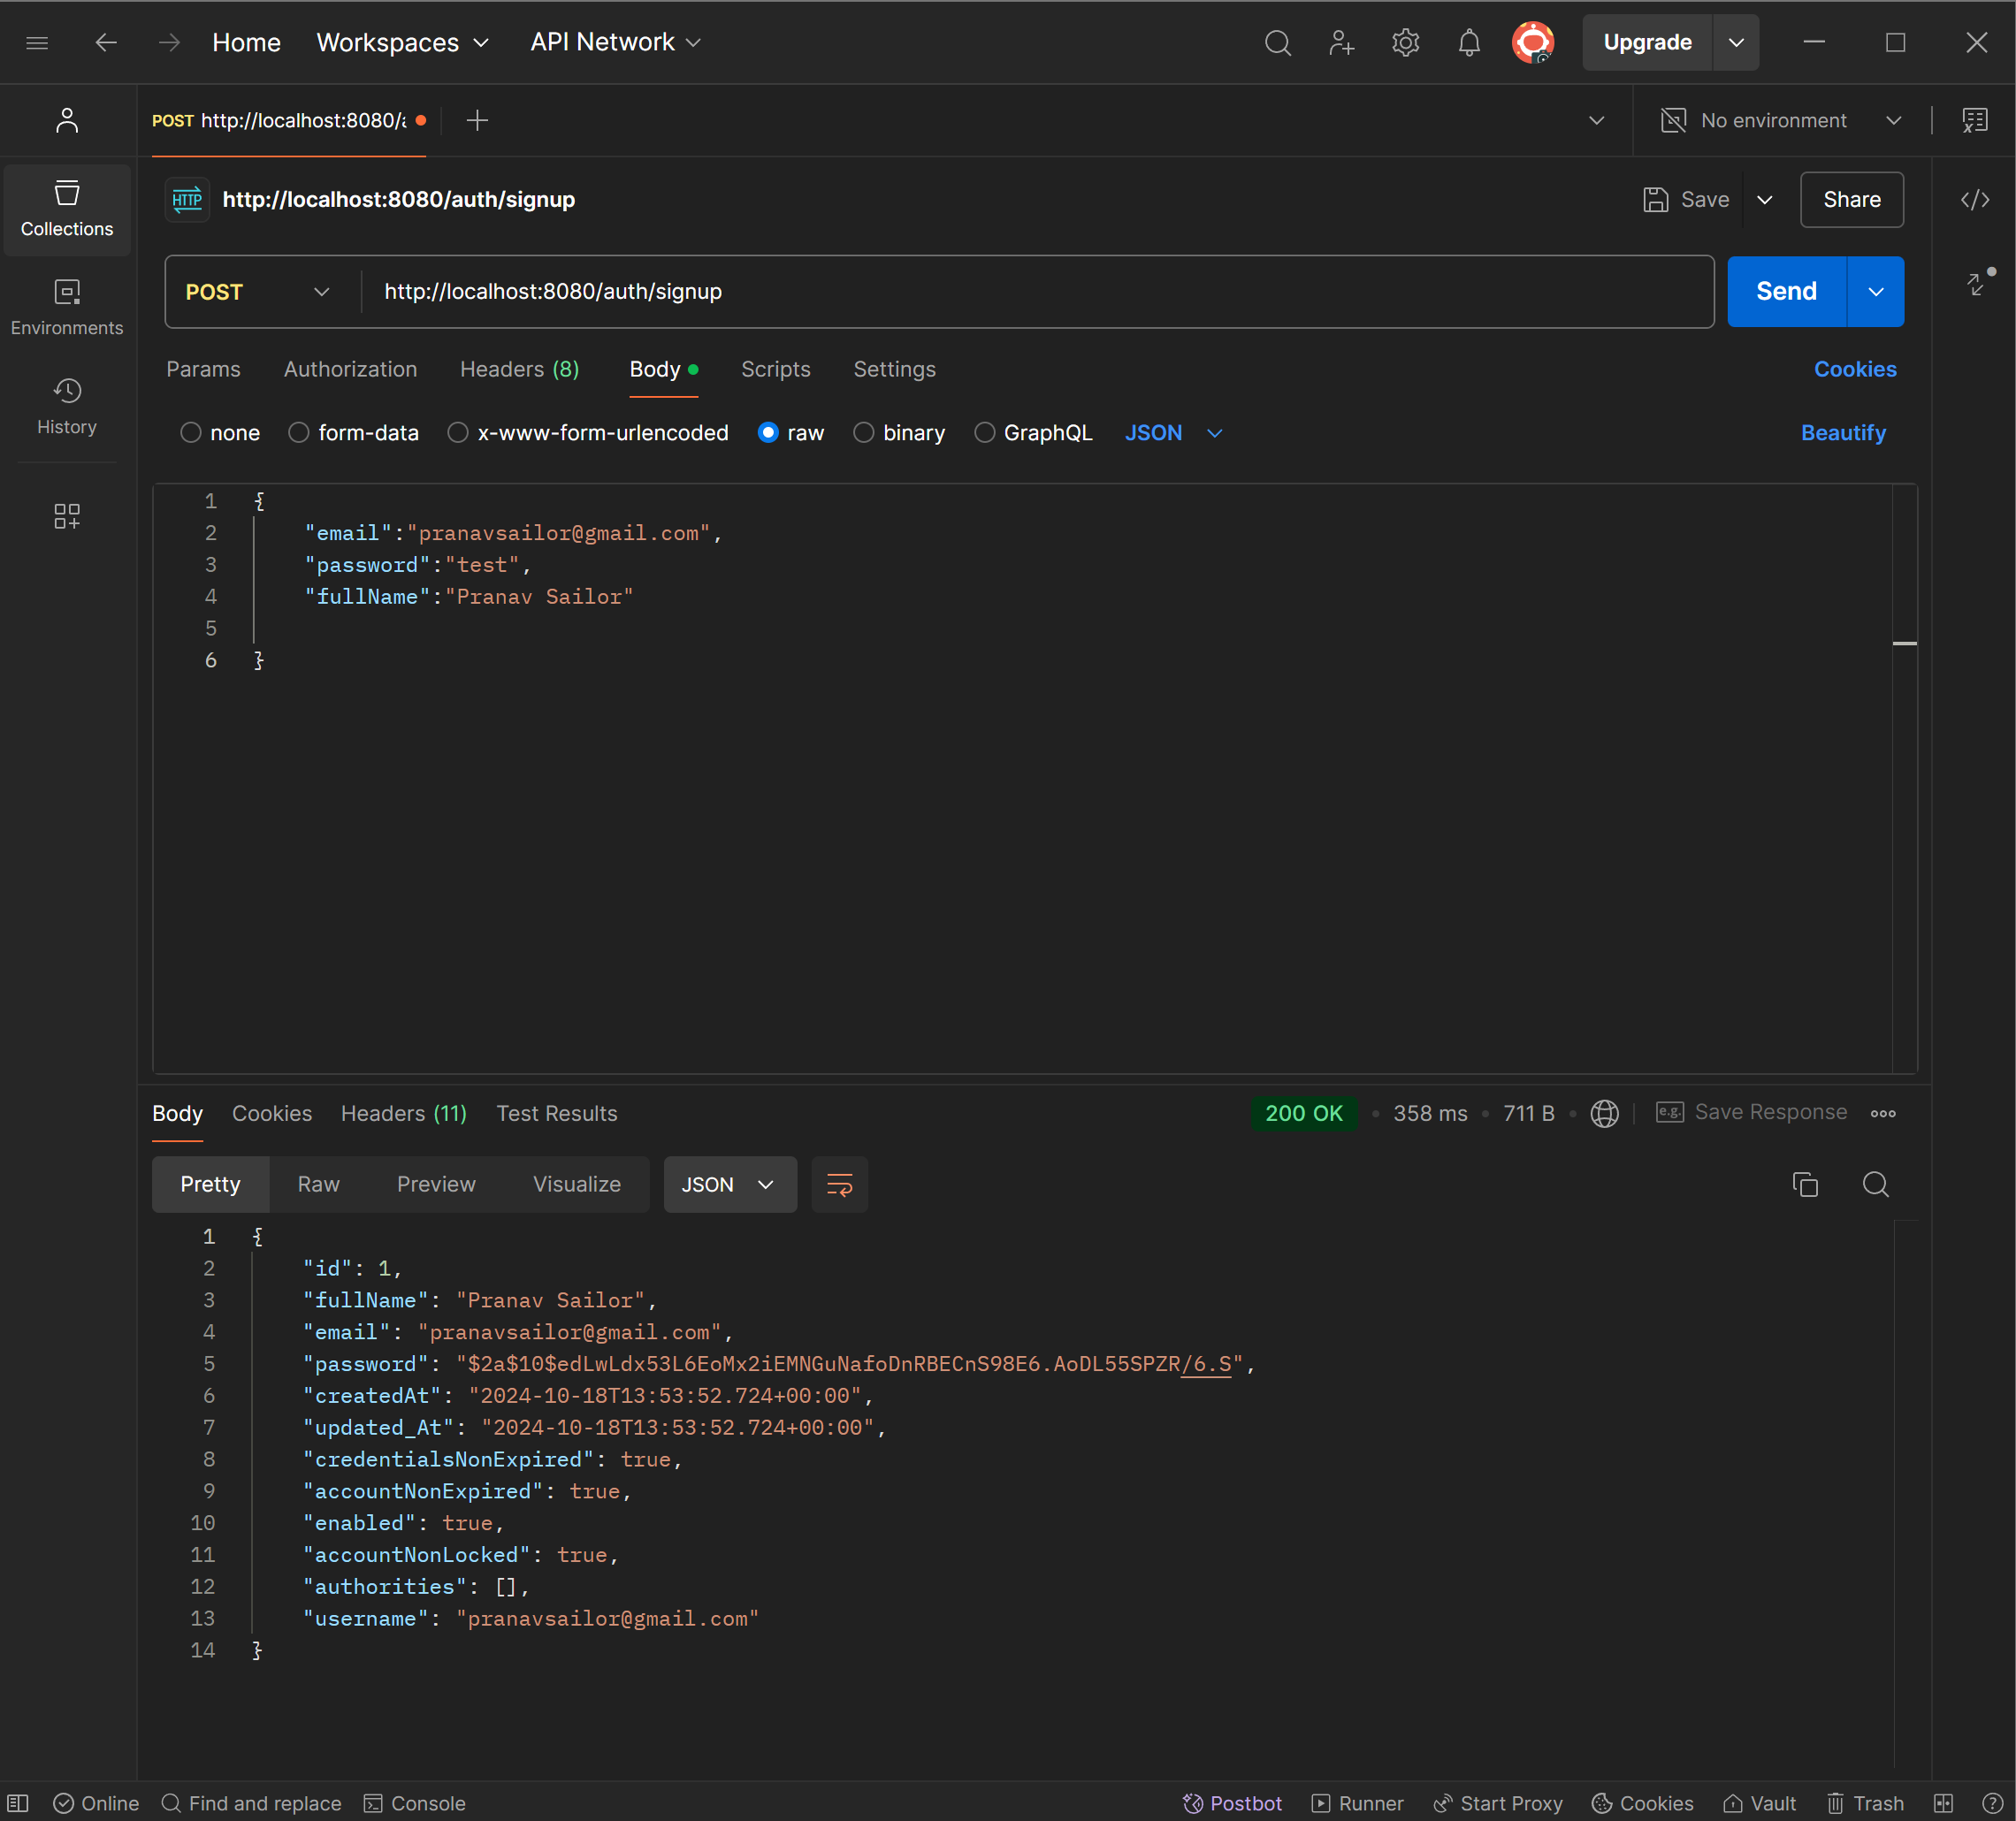 Home Workspaces API Network Upgrade
POST http://localhost:8080/a No environment
HTTP http://localhost:8080/auth/signup Save Share
Collections
Environments
History
POST http://localhost:8080/auth/signup Send
Params Authorization Headers (8) Body Scripts Settings Cookies
none form-data x-www-form-urlencoded raw binary GraphQL JSON Beautify
1 {
2 "email":"pranavsailor@gmail.com",
3 "password":"test",
4 "fullName":"Pranav Sailor"
5
6 }
Body Cookies Headers (11) Test Results 200 OK • 358 ms • 711 B • e.g. Save Response
Pretty Raw Preview Visualize JSON
1 {
2 "id": 1,
3 "fullName": "Pranav Sailor",
4 "email": "pranavsailor@gmail.com",
5 "password": "$2a$10$edLwLdx53L6EoMx2iEMNGuNafoDnRBECnS98E6.AoDL55SPZR/6.S",
6 "createdAt": "2024-10-18T13:53:52.724+00:00",
7 "updated_At": "2024-10-18T13:53:52.724+00:00",
8 "credentialsNonExpired": true,
9 "accountNonExpired": true,
10 "enabled": true,
11 "accountNonLocked": true,
12 "authorities": [],
13 "username": "pranavsailor@gmail.com"
14 }
Online Find and replace Console Postbot Runner Start Proxy Cookies Vault Trash